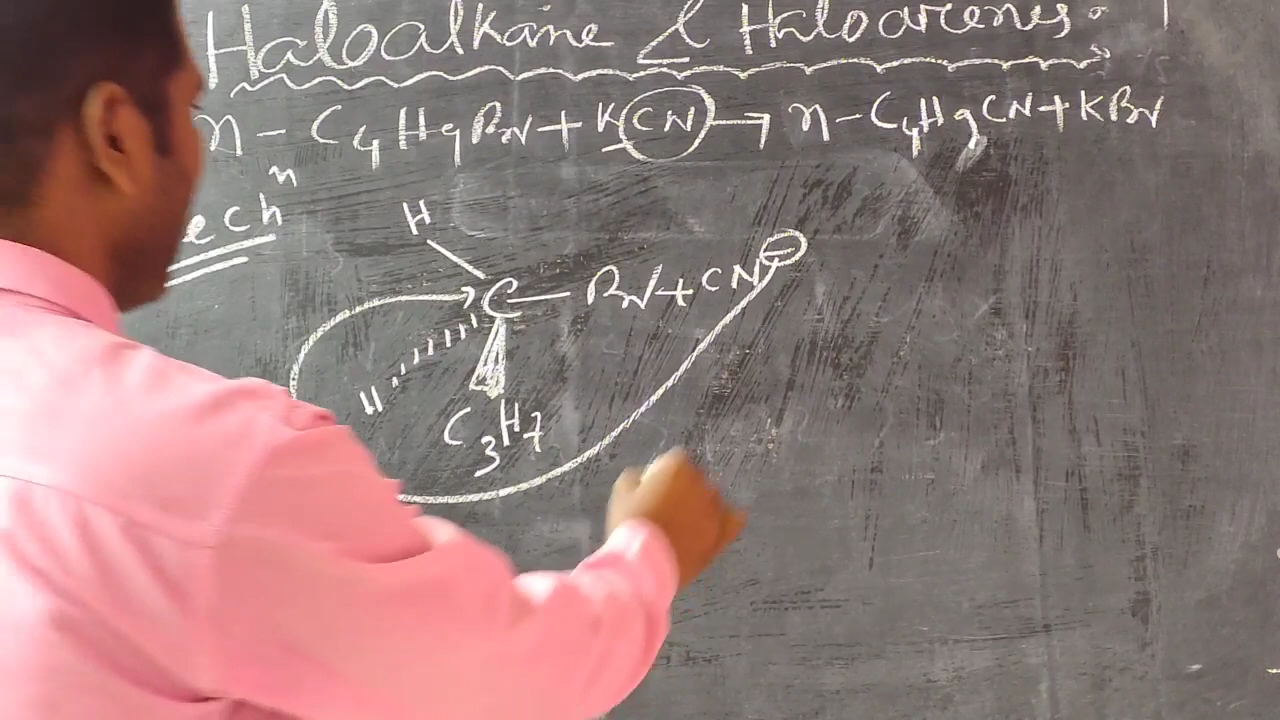 Haloalkane & Haloarenes.
n - C4H9Br + KCN → n - C4H9CN + KBr
echⁿ
H
C — Br + CN⊖
H
C3H7